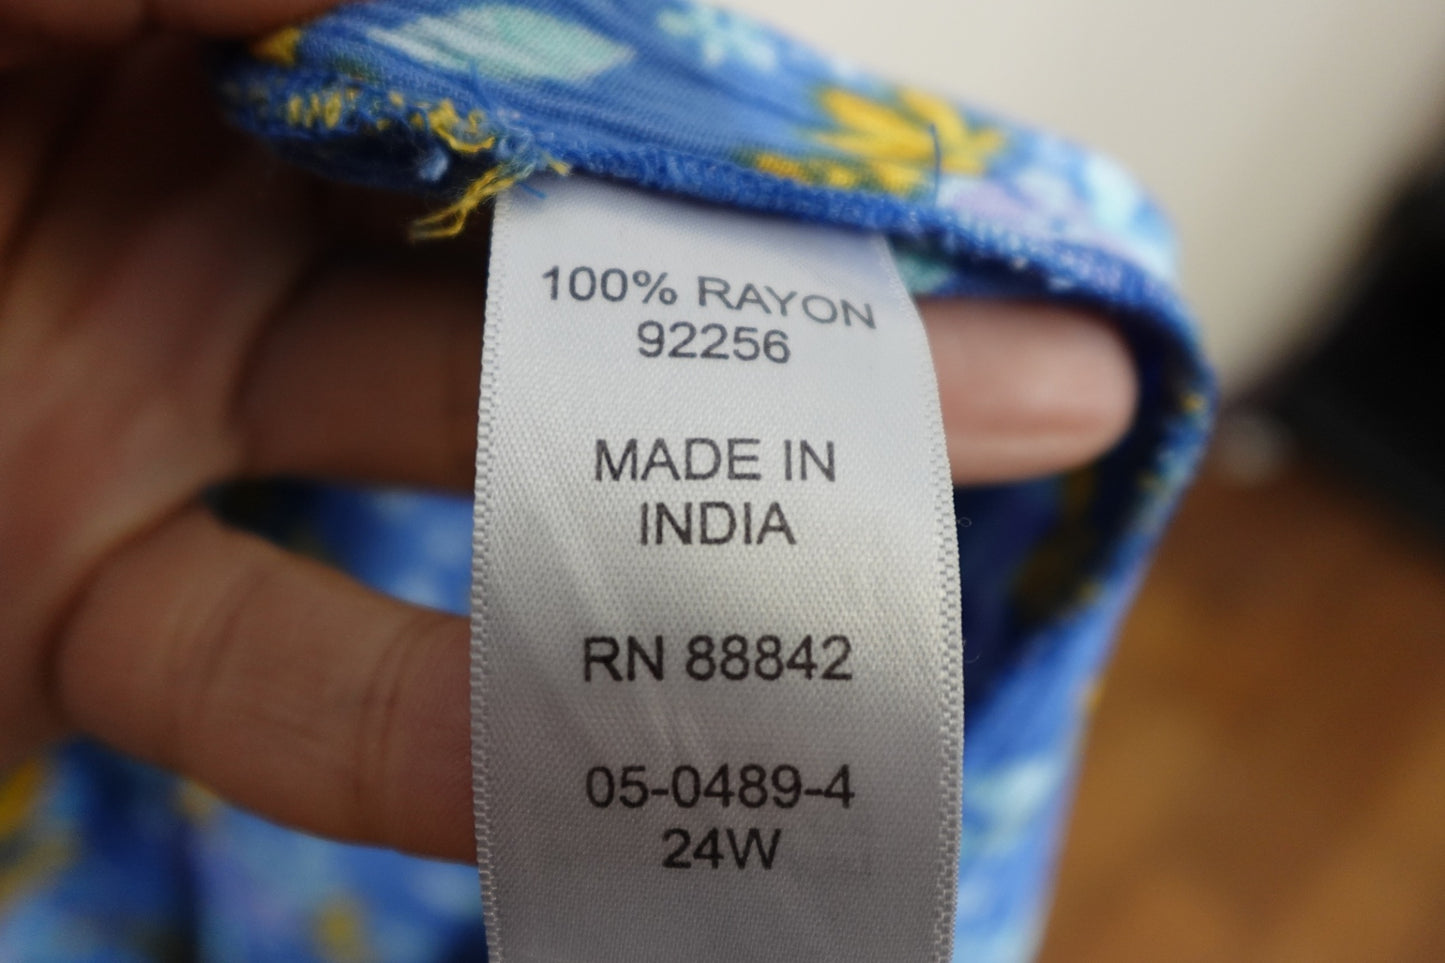 100% RAYON
92256
MADE IN
INDIA
RN 88842
05-0489-4
24W